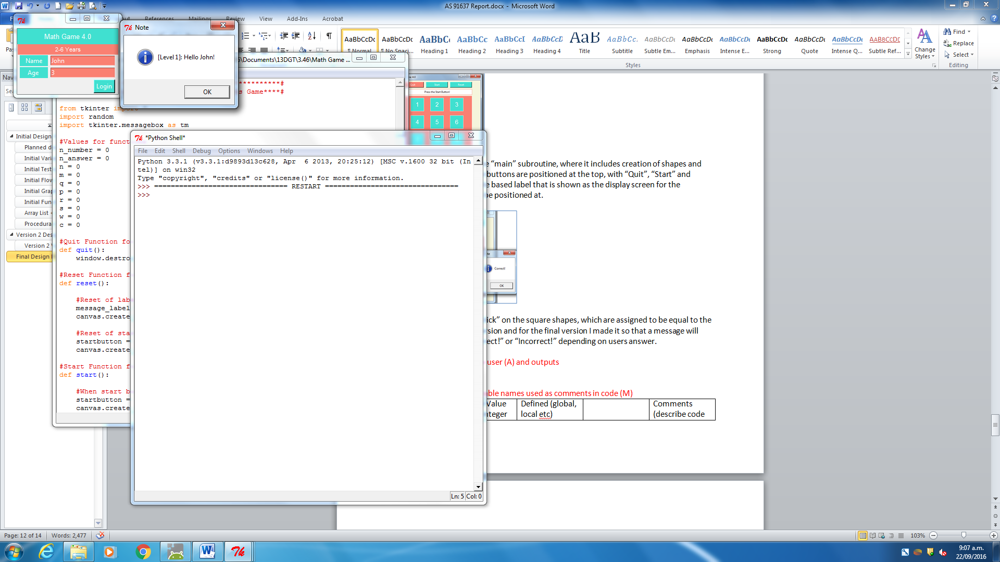 AS 91637 Report.docx - Microsoft Word
References
Mailings
Review
View
Add-Ins
Acrobat
Math Game 4.0
2-6 Years
Name
John
Age
3
Login
Note
[Level 1]: Hello John!
OK
AaBbCcDc
¶ Normal
AaBbCcDc
¶ No Spaci...
AaBbCc
Heading 1
AaBbCc
Heading 2
AaBbCcI
Heading 3
AaBbCcD
Heading 4
AaB
Title
AaBbCc.
Subtitle
AaBbCcDc
Subtle Em...
AaBbCcDc
Emphasis
AaBbCcDc
Intense E...
AaBbCcDc
Strong
AaBbCcDc
Quote
AaBbCcDc
Intense Q...
AABBCCDI
Subtle Ref...
Change
Styles
Find
Replace
Select
Styles
Editing
\Documents\13DGT\3.46\Math Game ...
**********#
s Game****#
from tkinter import
import random
import tkinter.messagebox as tm
#Values for funct
n_number = 0
n_answer = 0
n = 0
m = 0
q = 0
p = 0
r = 0
s = 0
w = 0
c = 0
#Quit Function fo
def quit():
window.destro
#Reset Function f
def reset():
#Reset of lab
message_label
canvas.create
#Reset of sta
startbutton =
canvas.create
#Start Function f
def start():
#When start b
startbutton =
canvas.create
Nav
Sea
Initial Design
Planned d
Initial Vari
Initial Test
Initial Flow
Initial Grap
Initial Fun
Array List -
Procedura
Version 2 Des
Version 2 V
Final Design
*Python Shell*
File Edit Shell Debug Options Windows Help
Python 3.3.1 (v3.3.1:d9893d13c628, Apr  6 2013, 20:25:12) [MSC v.1600 32 bit (In
tel)] on win32
Type "copyright", "credits" or "license()" for more information.
>>> ================================ RESTART ================================
>>>
Ln: 5 Col: 0
Quit
Start
Reset
Press the Start Button!
1 2 3
4 5 6
e “main” subroutine, where it includes creation of shapes and
buttons are positioned at the top, with “Quit”, “Start” and
e based label that is shown as the display screen for the
be positioned at.
Correct!
OK
ick” on the square shapes, which are assigned to be equal to the
sion and for the final version I made it so that a message will
ect!” or “Incorrect!” depending on users answer.
user (A) and outputs
ble names used as comments in code (M)
Value
nteger
Defined (global,
local etc)
Comments
(describe code
Page: 12 of 14
Words: 2,477
103%
9:07 a.m.
22/09/2016